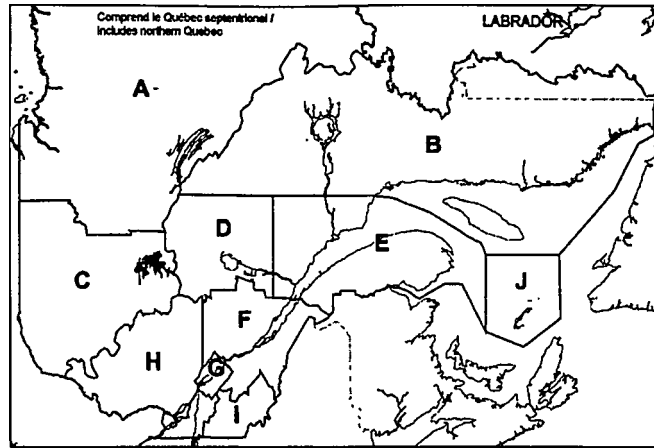 Comprend le Québec septentrional /
Includes northern Quebec
LABRADOR
A
B
D
E
C
J
F
H
G
I